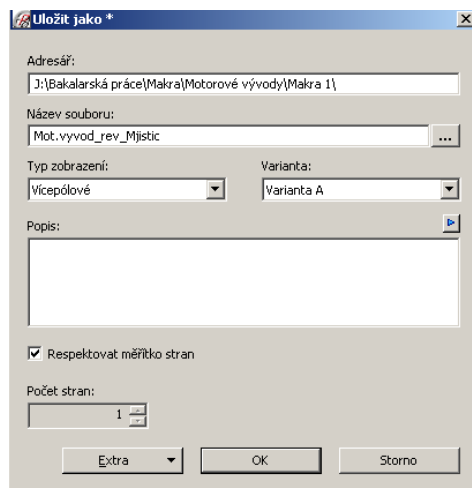 Uložit jako *
Adresář:
J:\Bakalarská práce\Makra\Motorové vývody\Makra 1\
Název souboru:
Mot.vyvod_rev_Mjistic
...
Typ zobrazení: Varianta:
Vícepólové Varianta A
Popis:
Respektovat měřítko stran
Počet stran:
1
Extra OK Storno